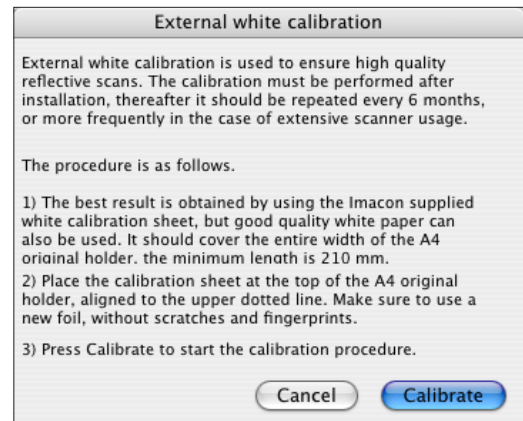 External white calibration
External white calibration is used to ensure high quality
reflective scans. The calibration must be performed after
installation, thereafter it should be repeated every 6 months,
or more frequently in the case of extensive scanner usage.
The procedure is as follows.
1) The best result is obtained by using the Imacon supplied
white calibration sheet, but good quality white paper can
also be used. It should cover the entire width of the A4
original holder, the minimum length is 210 mm.
2) Place the calibration sheet at the top of the A4 original
holder, aligned to the upper dotted line. Make sure to use a
new foil, without scratches and fingerprints.
3) Press Calibrate to start the calibration procedure.
Cancel Calibrate